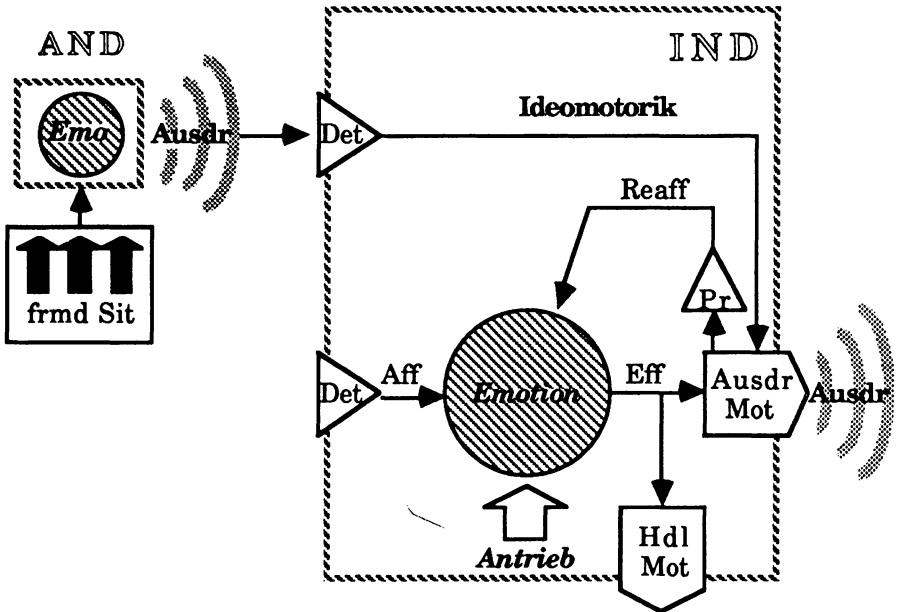 AND
IND
Emo
Ausdr
Det
Ideomotorik
frmd Sit
Reaff
Pr
Det
Aff
Emotion
Eff
Ausdr
Mot
Ausdr
Antrieb
Hdl
Mot